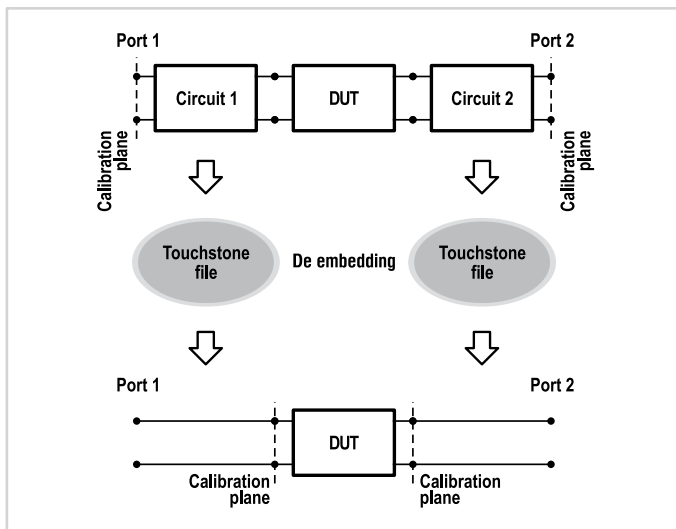 Port 1
Port 2
Circuit 1
DUT
Circuit 2
Calibration
plane
Calibration
plane
Touchstone
file
De embedding
Touchstone
file
Port 1
Port 2
DUT
Calibration
plane
Calibration
plane